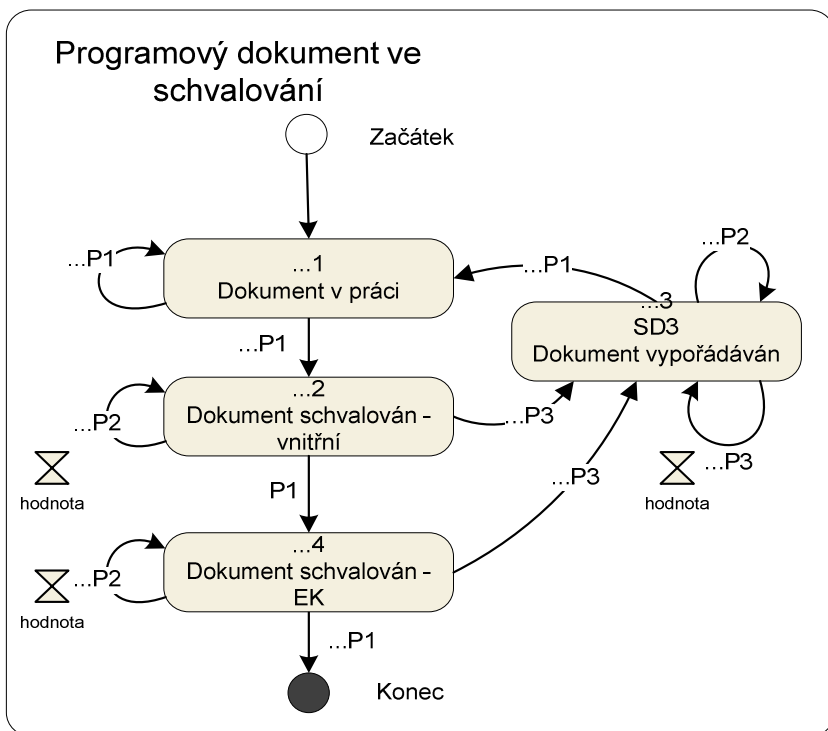 Programový dokument ve
schvalování
Začátek
...P1
...1
Dokument v práci
...P1
...P2
...3
SD3
Dokument vypořádáván
...P1
...P2
...2
Dokument schvalován -
vnitřní
...P3
...P3
hodnota
hodnota
P1
...P3
...P2
...4
Dokument schvalován -
EK
hodnota
...P1
Konec